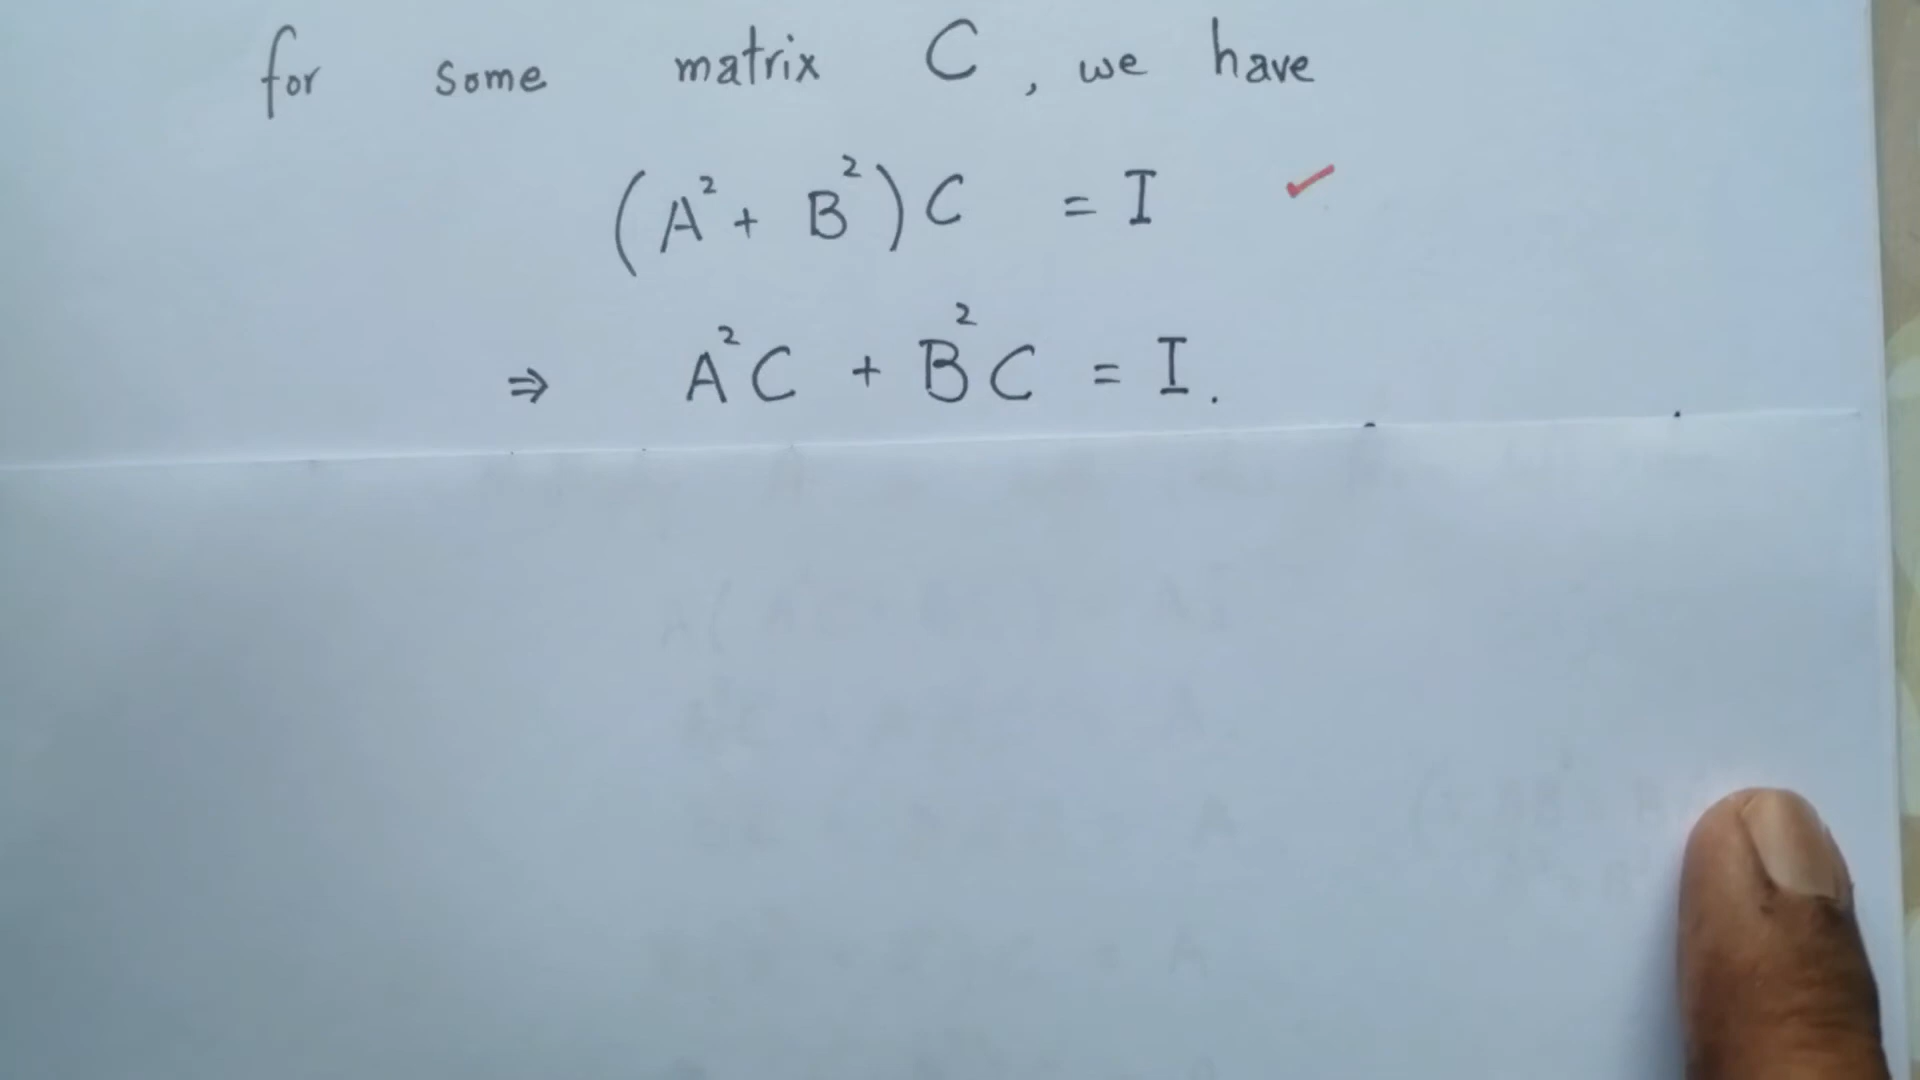 for some matrix C, we have
(A² + B²)C = I
⇒ A²C + B²C = I.